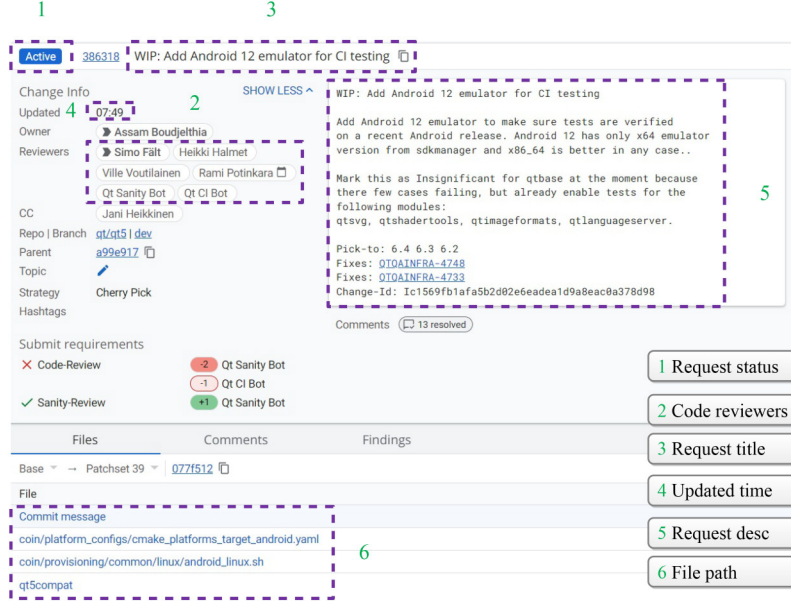 1 3
Active 386318 WIP: Add Android 12 emulator for CI testing
Change Info SHOW LESS
Updated 4 07:49 2
Owner Assam Boudjelthia
Reviewers Simo Fält Heikki Halmet
Ville Voutilainen Rami Potinkara
Qt Sanity Bot Qt CI Bot
CC Jani Heikkinen
Repo | Branch qt/qt5 | dev
Parent a99e917
Topic
Strategy Cherry Pick
Hashtags
WIP: Add Android 12 emulator for CI testing
Add Android 12 emulator to make sure tests are verified
on a recent Android release. Android 12 has only x64 emulator
version from sdkmanager and x86_64 is better in any case..
Mark this as Insignificant for qtbase at the moment because
there few cases failing, but already enable tests for the
following modules:
qtsvg, qtshadertools, qtimageformats, qtlanguageserver.
Pick-to: 6.4 6.3 6.2
Fixes: QTQAINFRA-4748
Fixes: QTQAINFRA-4733
Change-Id: Ic1569fb1afa5b2d02e6eadea1d9a8eac0a378d98
5
Comments 13 resolved
Submit requirements
Code-Review -2 Qt Sanity Bot
-1 Qt CI Bot
Sanity-Review +1 Qt Sanity Bot
1 Request status
2 Code reviewers
3 Request title
4 Updated time
5 Request desc
6 File path
Files Comments Findings
Base → Patchset 39 077f512
File
Commit message
coin/platform_configs/cmake_platforms_target_android.yaml
coin/provisioning/common/linux/android_linux.sh
qt5compat
6